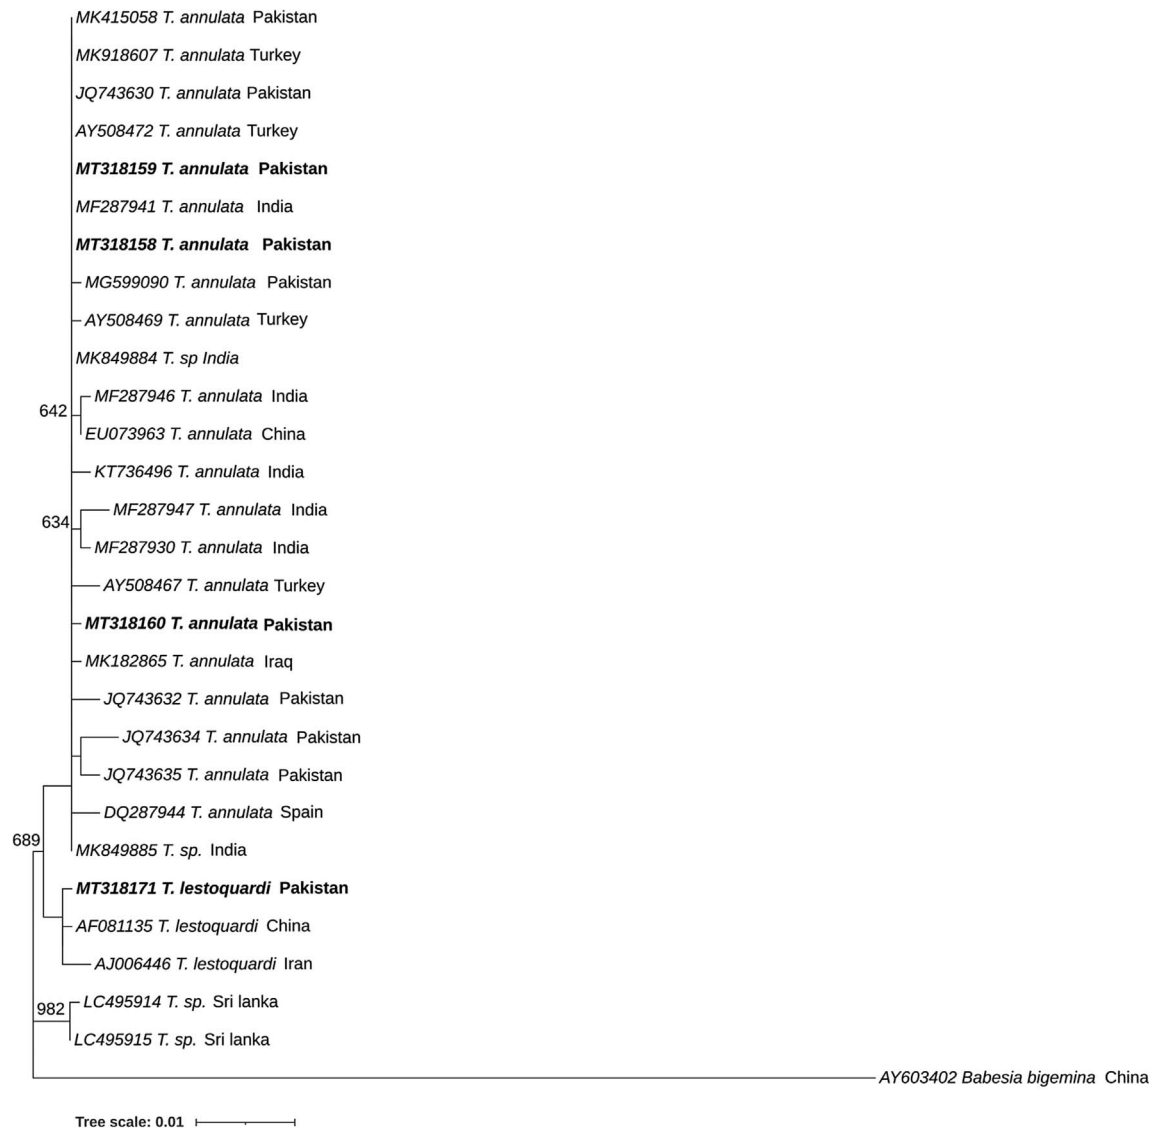 MK415058 T. annulata Pakistan
MK918607 T. annulata Turkey
JQ743630 T. annulata Pakistan
AY508472 T. annulata Turkey
MT318159 T. annulata Pakistan
MF287941 T. annulata India
MT318158 T. annulata Pakistan
MG599090 T. annulata Pakistan
AY508469 T. annulata Turkey
MK849884 T. sp India
MF287946 T. annulata India
642
EU073963 T. annulata China
KT736496 T. annulata India
MF287947 T. annulata India
634
MF287930 T. annulata India
AY508467 T. annulata Turkey
MT318160 T. annulata Pakistan
MK182865 T. annulata Iraq
JQ743632 T. annulata Pakistan
JQ743634 T. annulata Pakistan
JQ743635 T. annulata Pakistan
DQ287944 T. annulata Spain
689
MK849885 T. sp. India
MT318171 T. lestoquardi Pakistan
AF081135 T. lestoquardi China
AJ006446 T. lestoquardi Iran
LC495914 T. sp. Sri lanka
982
LC495915 T. sp. Sri lanka
AY603402 Babesia bigemina China
Tree scale: 0.01